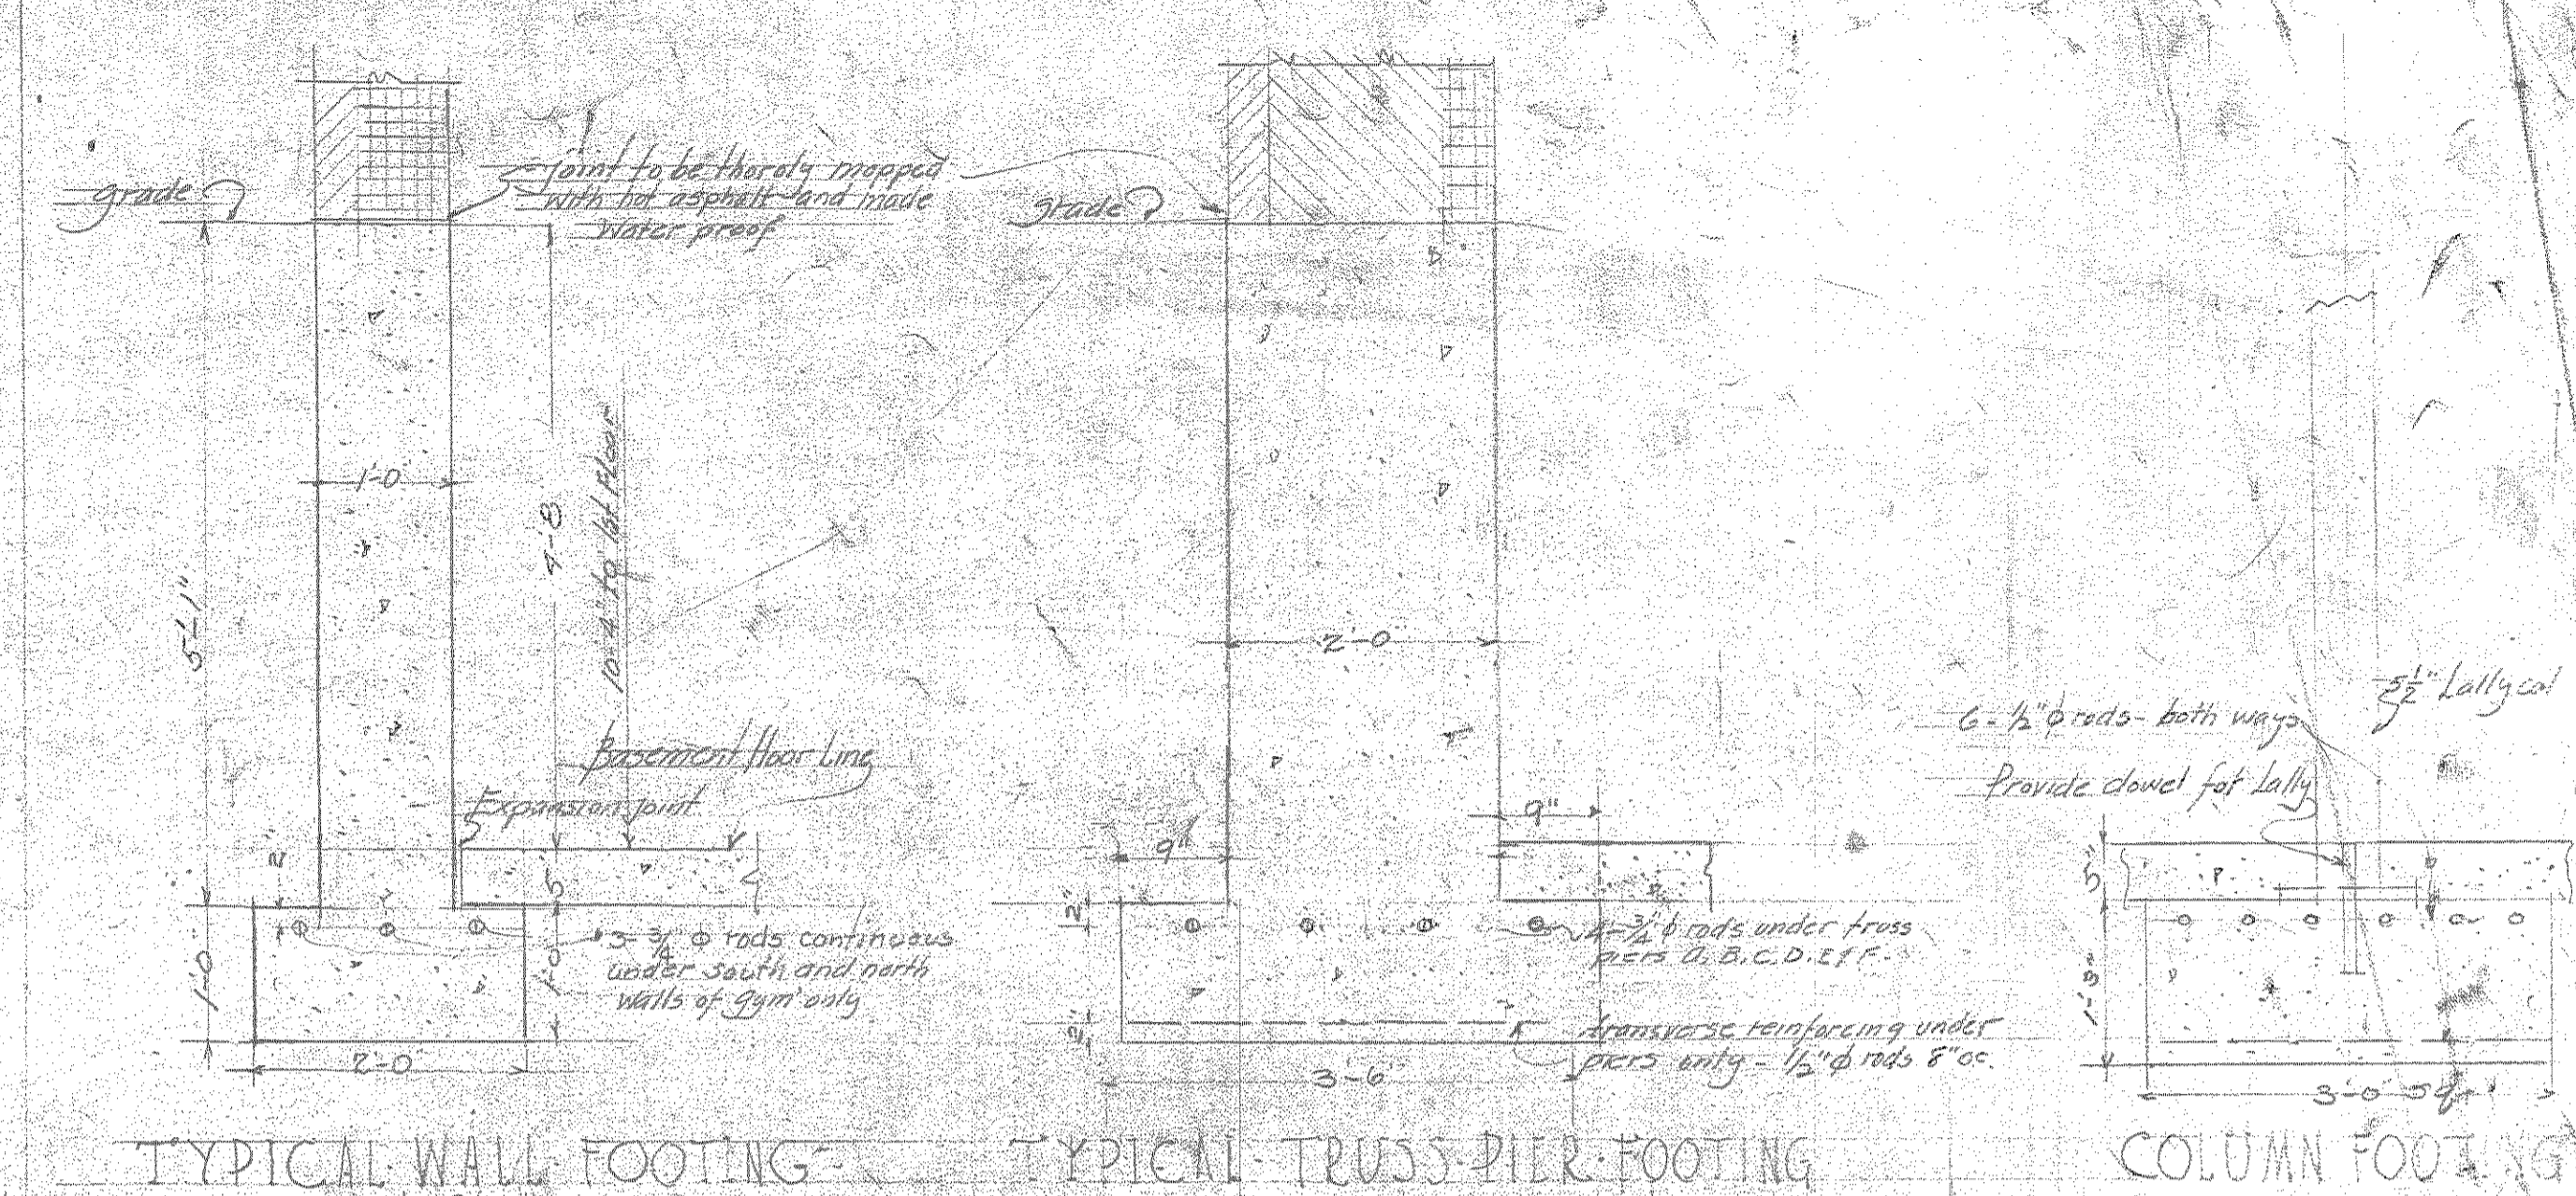 grade
Joint to be thoroly mopped
with hot asphalt and made
Water proof
1'-0"
5'-1"
4'-8
10'-4" to 1st Floor
Basement floor Line
Expansion joint
2"
5"
1'-0"
1'-0"
3-3/4 φ rods continuous
under south and north
walls of gym' only
2'-0"
TYPICAL WALL FOOTING
grade
2'-0"
9"
9"
2"
2"
4-3/4" φ rods under truss
piers A.B.C.D.E & F.
transverse reinforcing under
piers only - 1/2" φ rods 8" oc.
3'-6"
TYPICAL TRUSS-PIER-FOOTING
5 1/2" Lally col
6 - 1/2" φ rods - both ways
Provide dowel for Lally
5"
1'-3"
3'-0" sq.
COLUMN FOOTING